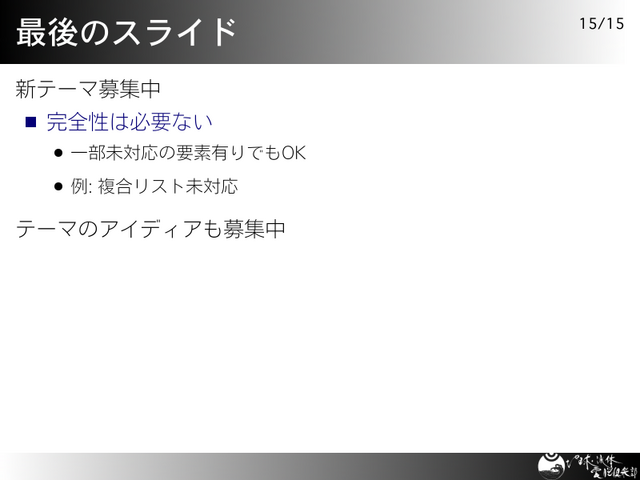 最後のスライド
15/15
新テーマ募集中
完全性は必要ない
一部未対応の要素有りでもOK
例: 複合リスト未対応
テーマのアイディアも募集中